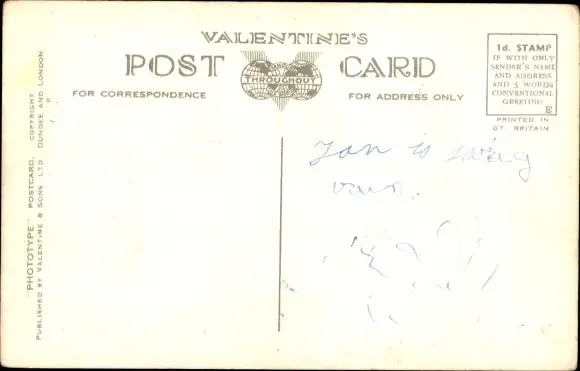 VALENTINE'S
POST CARD
THROUGHOUT
FOR CORRESPONDENCE
FOR ADDRESS ONLY
1d. STAMP
IF WITH ONLY
SENDER'S NAME
AND ADDRESS
AND 5 WORDS
CONVENTIONAL
GREETING
E
PRINTED IN
GT. BRITAIN
"PHOTOTYPE" POSTCARD. COPYRIGHT
PUBLISHED BY VALENTINE & SONS LTD DUNDEE AND LONDON
is